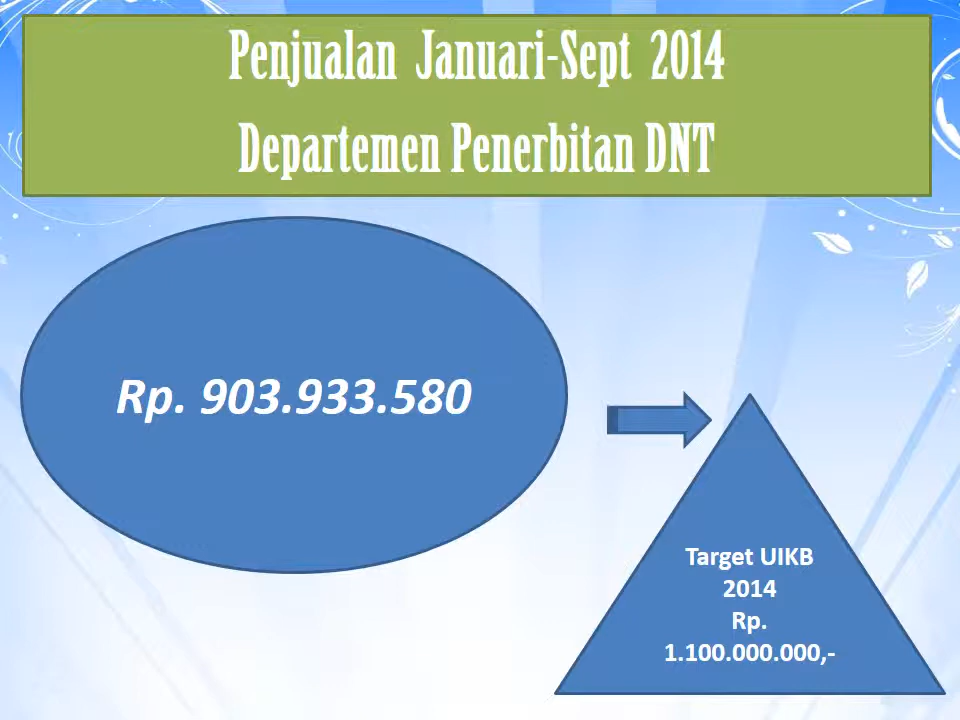 Penjualan Januari-Sept 2014
Departemen Penerbitan DNT
Rp. 903.933.580
Target UIKB
2014
Rp.
1.100.000.000,-